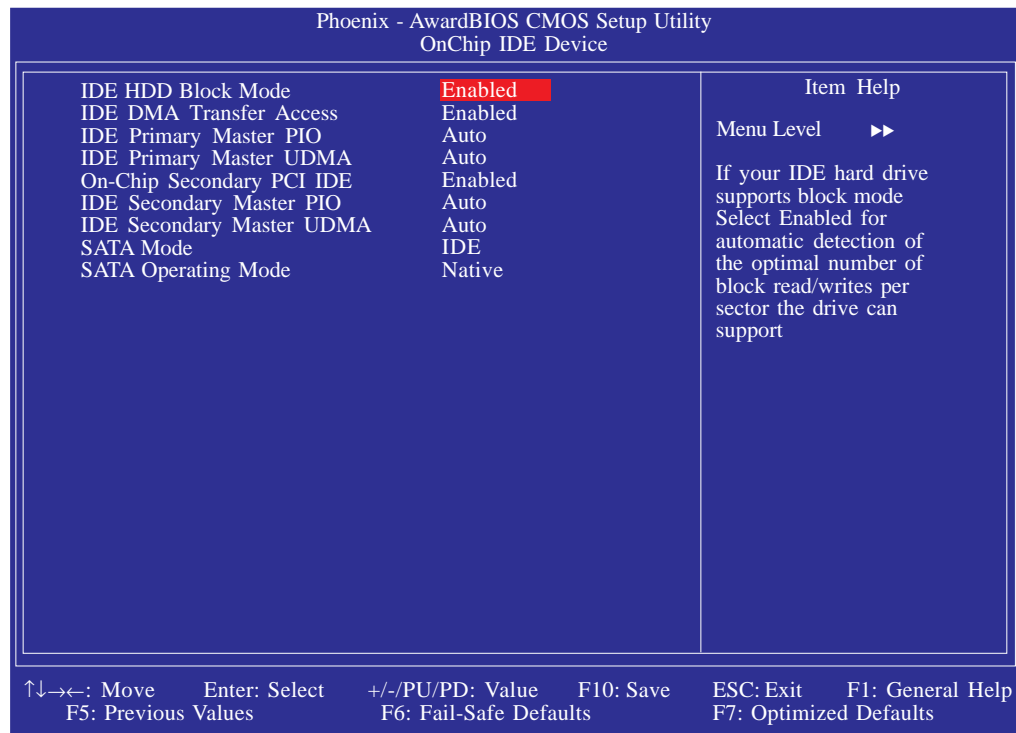 Phoenix - AwardBIOS CMOS Setup Utility
OnChip IDE Device
IDE HDD Block Mode Enabled
IDE DMA Transfer Access Enabled
IDE Primary Master PIO Auto
IDE Primary Master UDMA Auto
On-Chip Secondary PCI IDE Enabled
IDE Secondary Master PIO Auto
IDE Secondary Master UDMA Auto
SATA Mode IDE
SATA Operating Mode Native
Item Help
Menu Level ►►
If your IDE hard drive
supports block mode
Select Enabled for
automatic detection of
the optimal number of
block read/writes per
sector the drive can
support
↑↓→←: Move Enter: Select +/-/PU/PD: Value F10: Save ESC: Exit F1: General Help
F5: Previous Values F6: Fail-Safe Defaults F7: Optimized Defaults